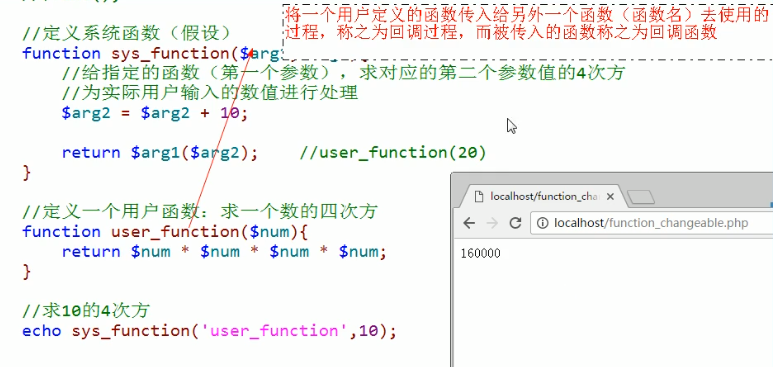 将一个用户定义的函数传入给另外一个函数（函数名）去使用的
过程，称之为回调过程，而被传入的函数称之为回调函数
//定义系统函数（假设）
function sys_function($arg
//给指定的函数（第一个参数），求对应的第二个参数值的4次方
//为实际用户输入的数值进行处理
$arg2 = $arg2 + 10;
return $arg1($arg2);    //user_function(20)
}
//定义一个用户函数：求一个数的四次方
function user_function($num){
return $num * $num * $num * $num;
}
//求10的4次方
echo sys_function('user_function',10);
localhost/function_cha
localhost/function_changeable.php
160000